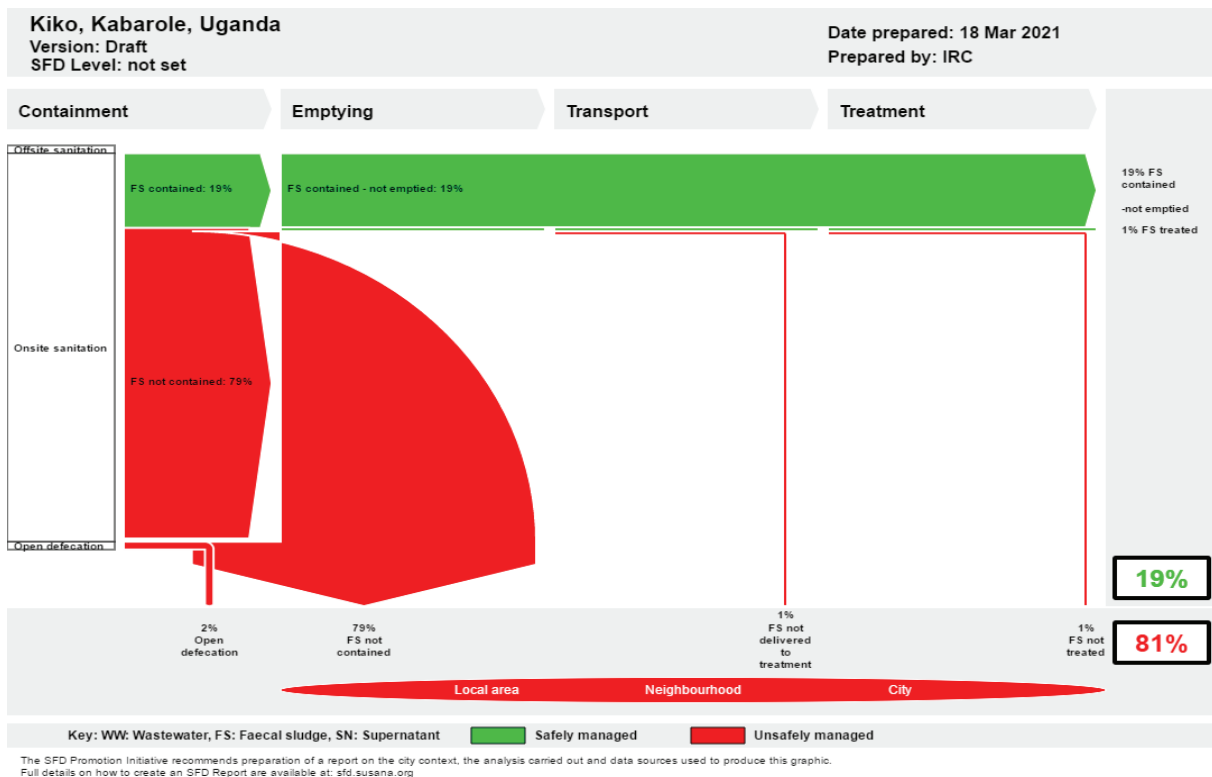 Kiko, Kabarole, Uganda
Version: Draft
SFD Level: not set
Date prepared: 18 Mar 2021
Prepared by: IRC
Containment
Emptying
Transport
Treatment
Offsite sanitation
FS contained: 19%
FS contained - not emptied: 19%
19% FS
contained
-not emptied
1% FS treated
Onsite sanitation
FS not contained: 79%
Open defecation
19%
2%
Open
defecation
79%
FS not
contained
1%
FS not
delivered
to
treatment
1%
FS not
treated
81%
Local area
Neighbourhood
City
Key: WW: Wastewater, FS: Faecal sludge, SN: Supernatant
Safely managed
Unsafely managed
The SFD Promotion Initiative recommends preparation of a report on the city context, the analysis carried out and data sources used to produce this graphic.
Full details on how to create an SFD Report are available at: sfd.susana.org